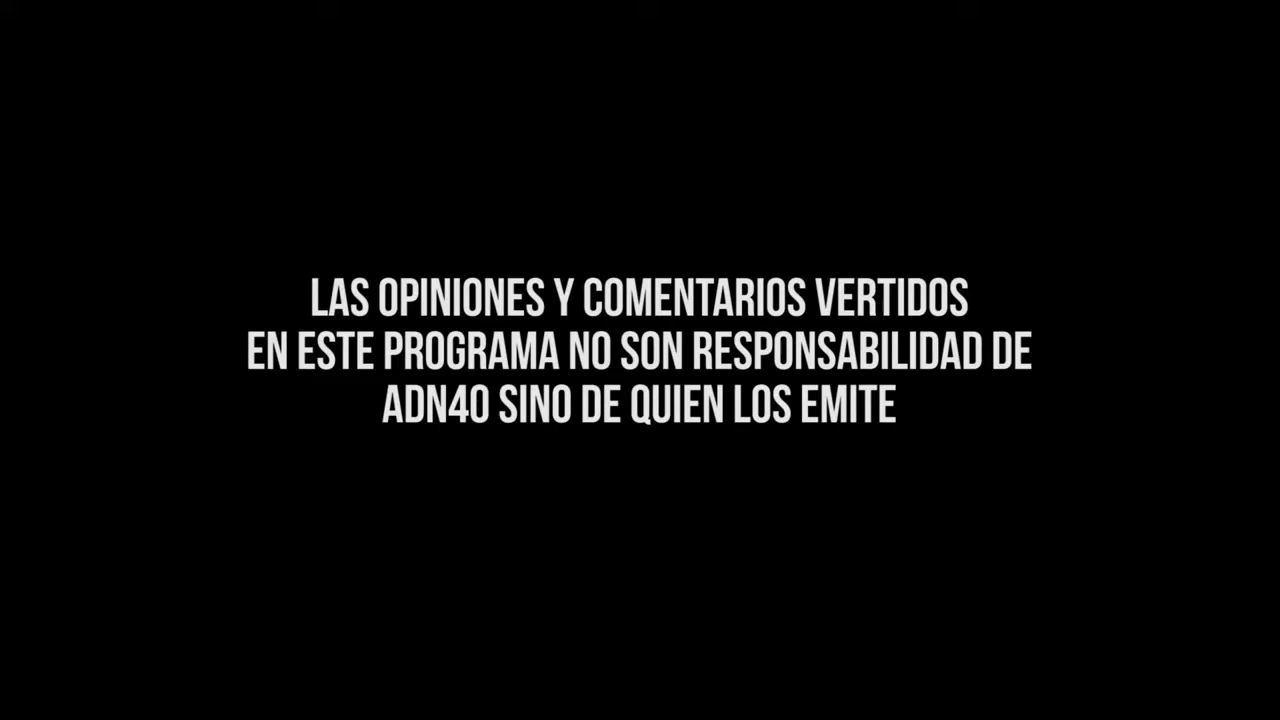 LAS OPINIONES Y COMENTARIOS VERTIDOS
EN ESTE PROGRAMA NO SON RESPONSABILIDAD DE
ADN40 SINO DE QUIEN LOS EMITE